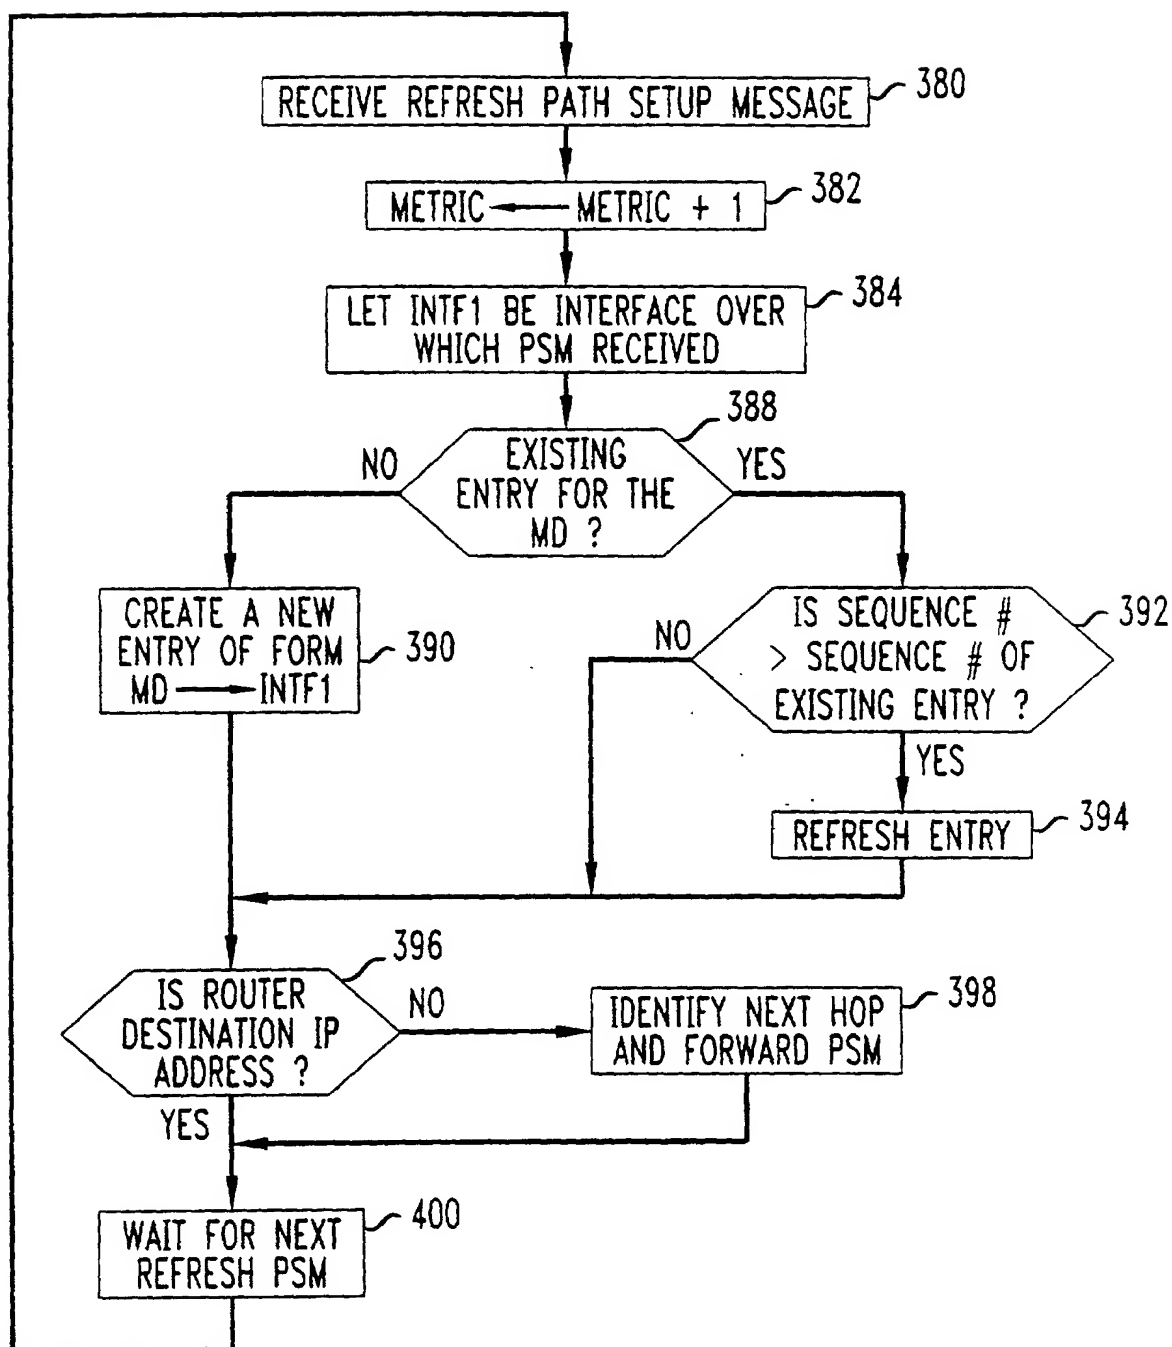 RECEIVE REFRESH PATH SETUP MESSAGE
380
METRIC ← METRIC + 1
382
LET INTF1 BE INTERFACE OVER
WHICH PSM RECEIVED
384
388
EXISTING
ENTRY FOR THE
MD ?
NO
YES
CREATE A NEW
ENTRY OF FORM
MD → INTF1
390
IS SEQUENCE #
> SEQUENCE # OF
EXISTING ENTRY ?
392
NO
YES
REFRESH ENTRY
394
396
IS ROUTER
DESTINATION IP
ADDRESS ?
NO
YES
IDENTIFY NEXT HOP
AND FORWARD PSM
398
WAIT FOR NEXT
REFRESH PSM
400